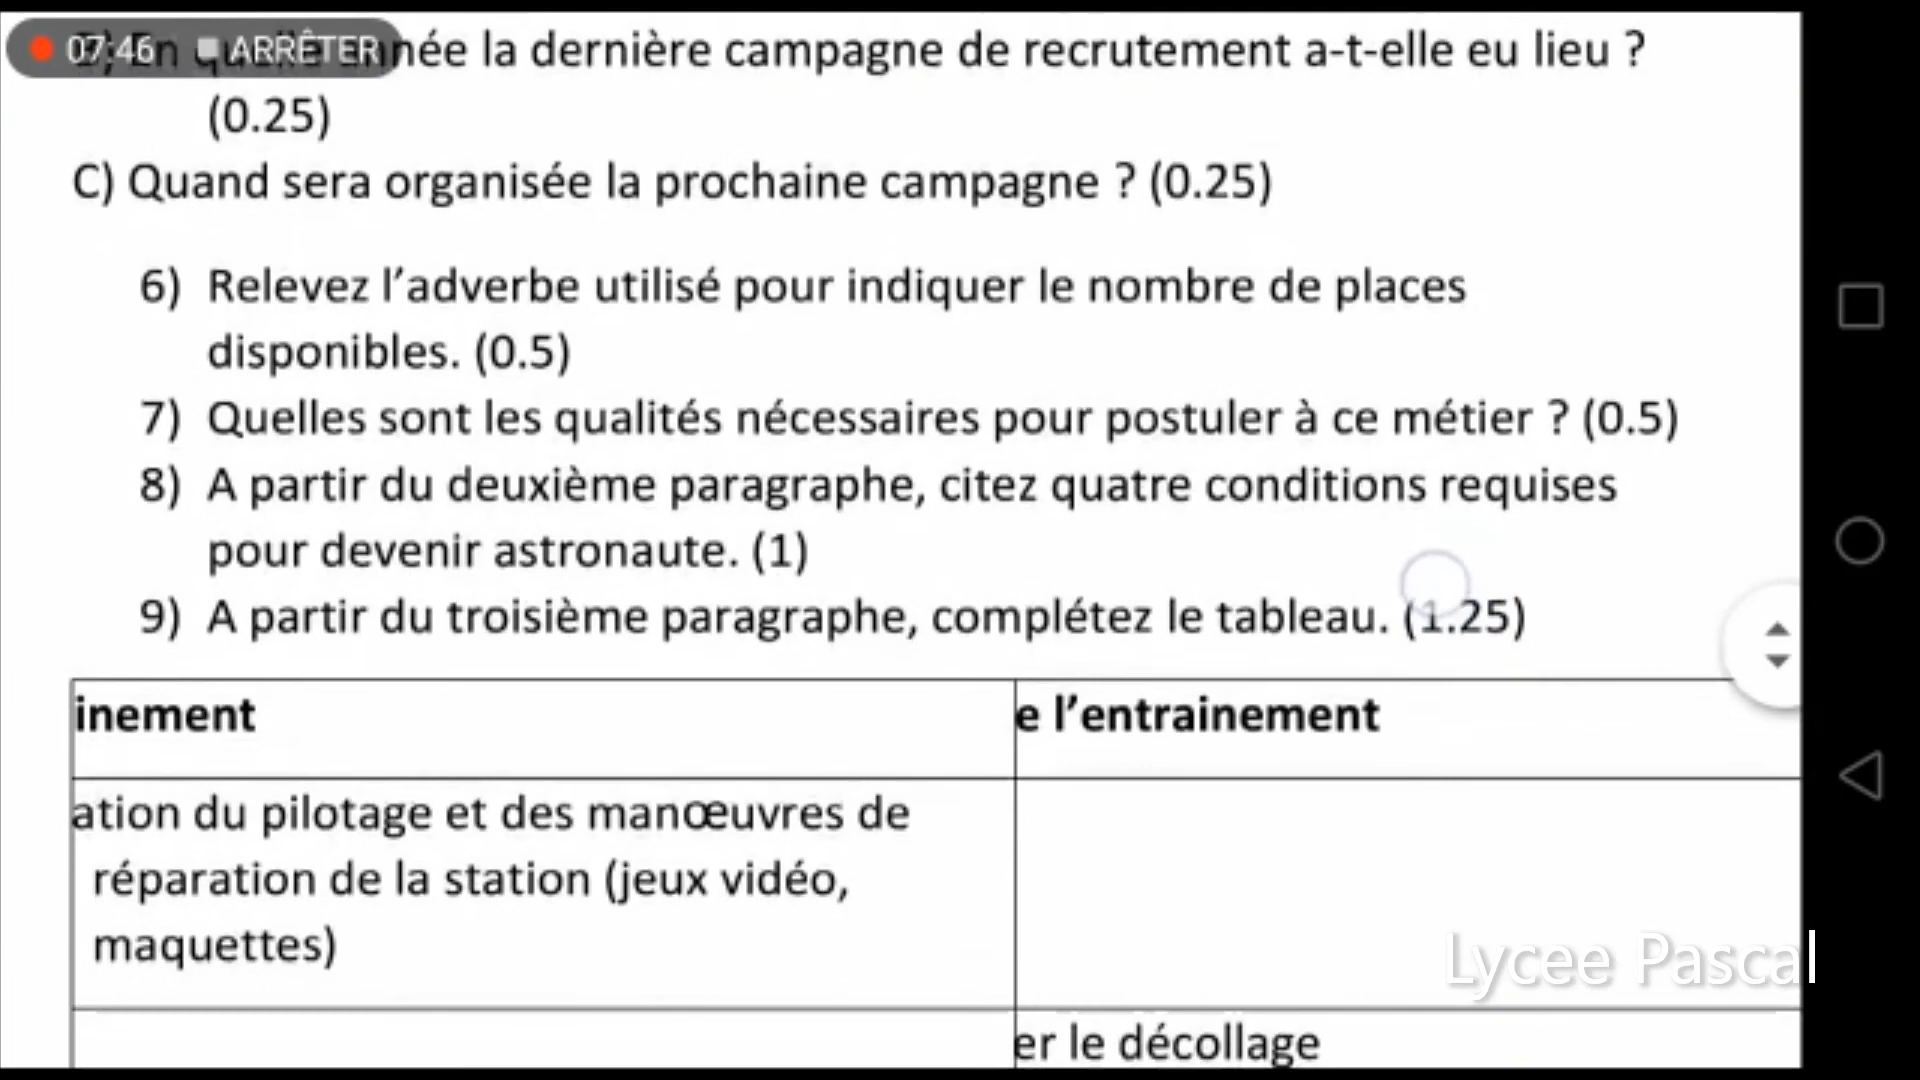 07:46 ARRÊTER
née la dernière campagne de recrutement a-t-elle eu lieu ?
(0.25)
C) Quand sera organisée la prochaine campagne ? (0.25)
6) Relevez l’adverbe utilisé pour indiquer le nombre de places
disponibles. (0.5)
7) Quelles sont les qualités nécessaires pour postuler à ce métier ? (0.5)
8) A partir du deuxième paragraphe, citez quatre conditions requises
pour devenir astronaute. (1)
9) A partir du troisième paragraphe, complétez le tableau. (1.25)
inement
e l’entrainement
ation du pilotage et des manœuvres de
réparation de la station (jeux vidéo,
maquettes)
er le décollage
Lycee Pascal